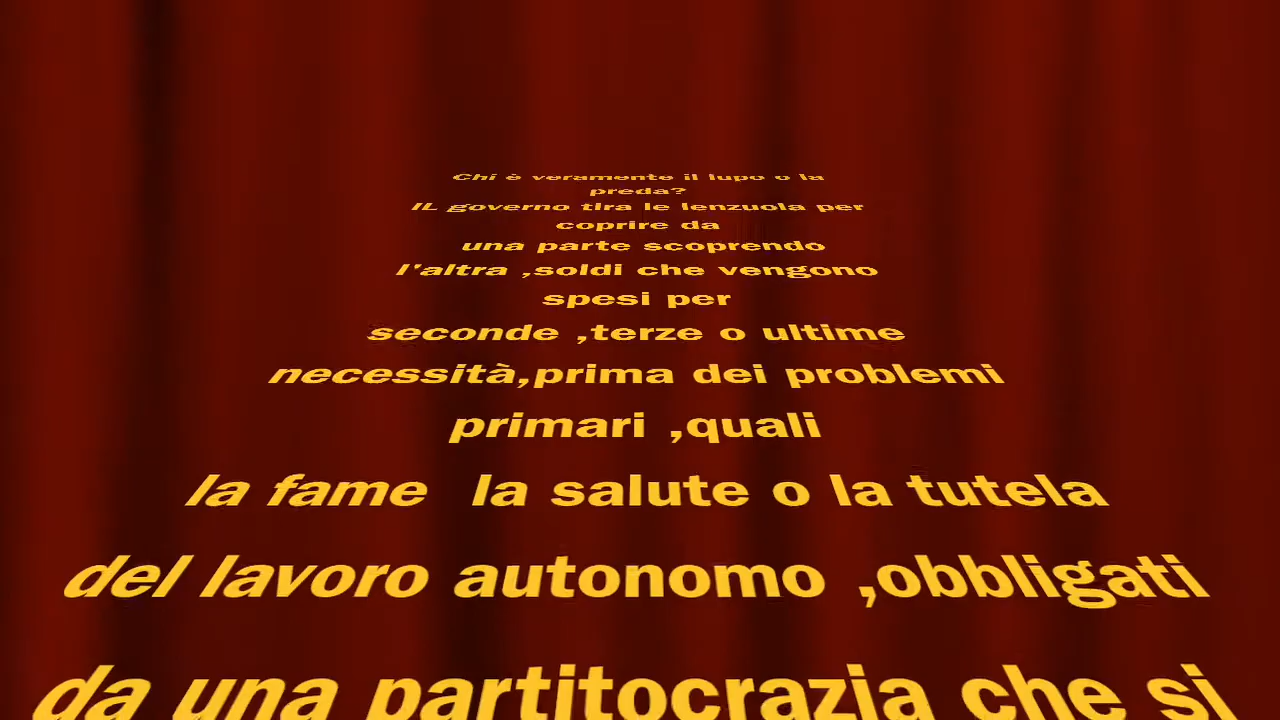 Chi è veramente il lupo o la
preda?
IL governo tira le lenzuola per
coprire da
una parte scoprendo
l'altra ,soldi che vengono
spesi per
seconde ,terze o ultime
necessità,prima dei problemi
primari ,quali
la fame  la salute o la tutela
del lavoro autonomo ,obbligati
da una partitocrazia che si